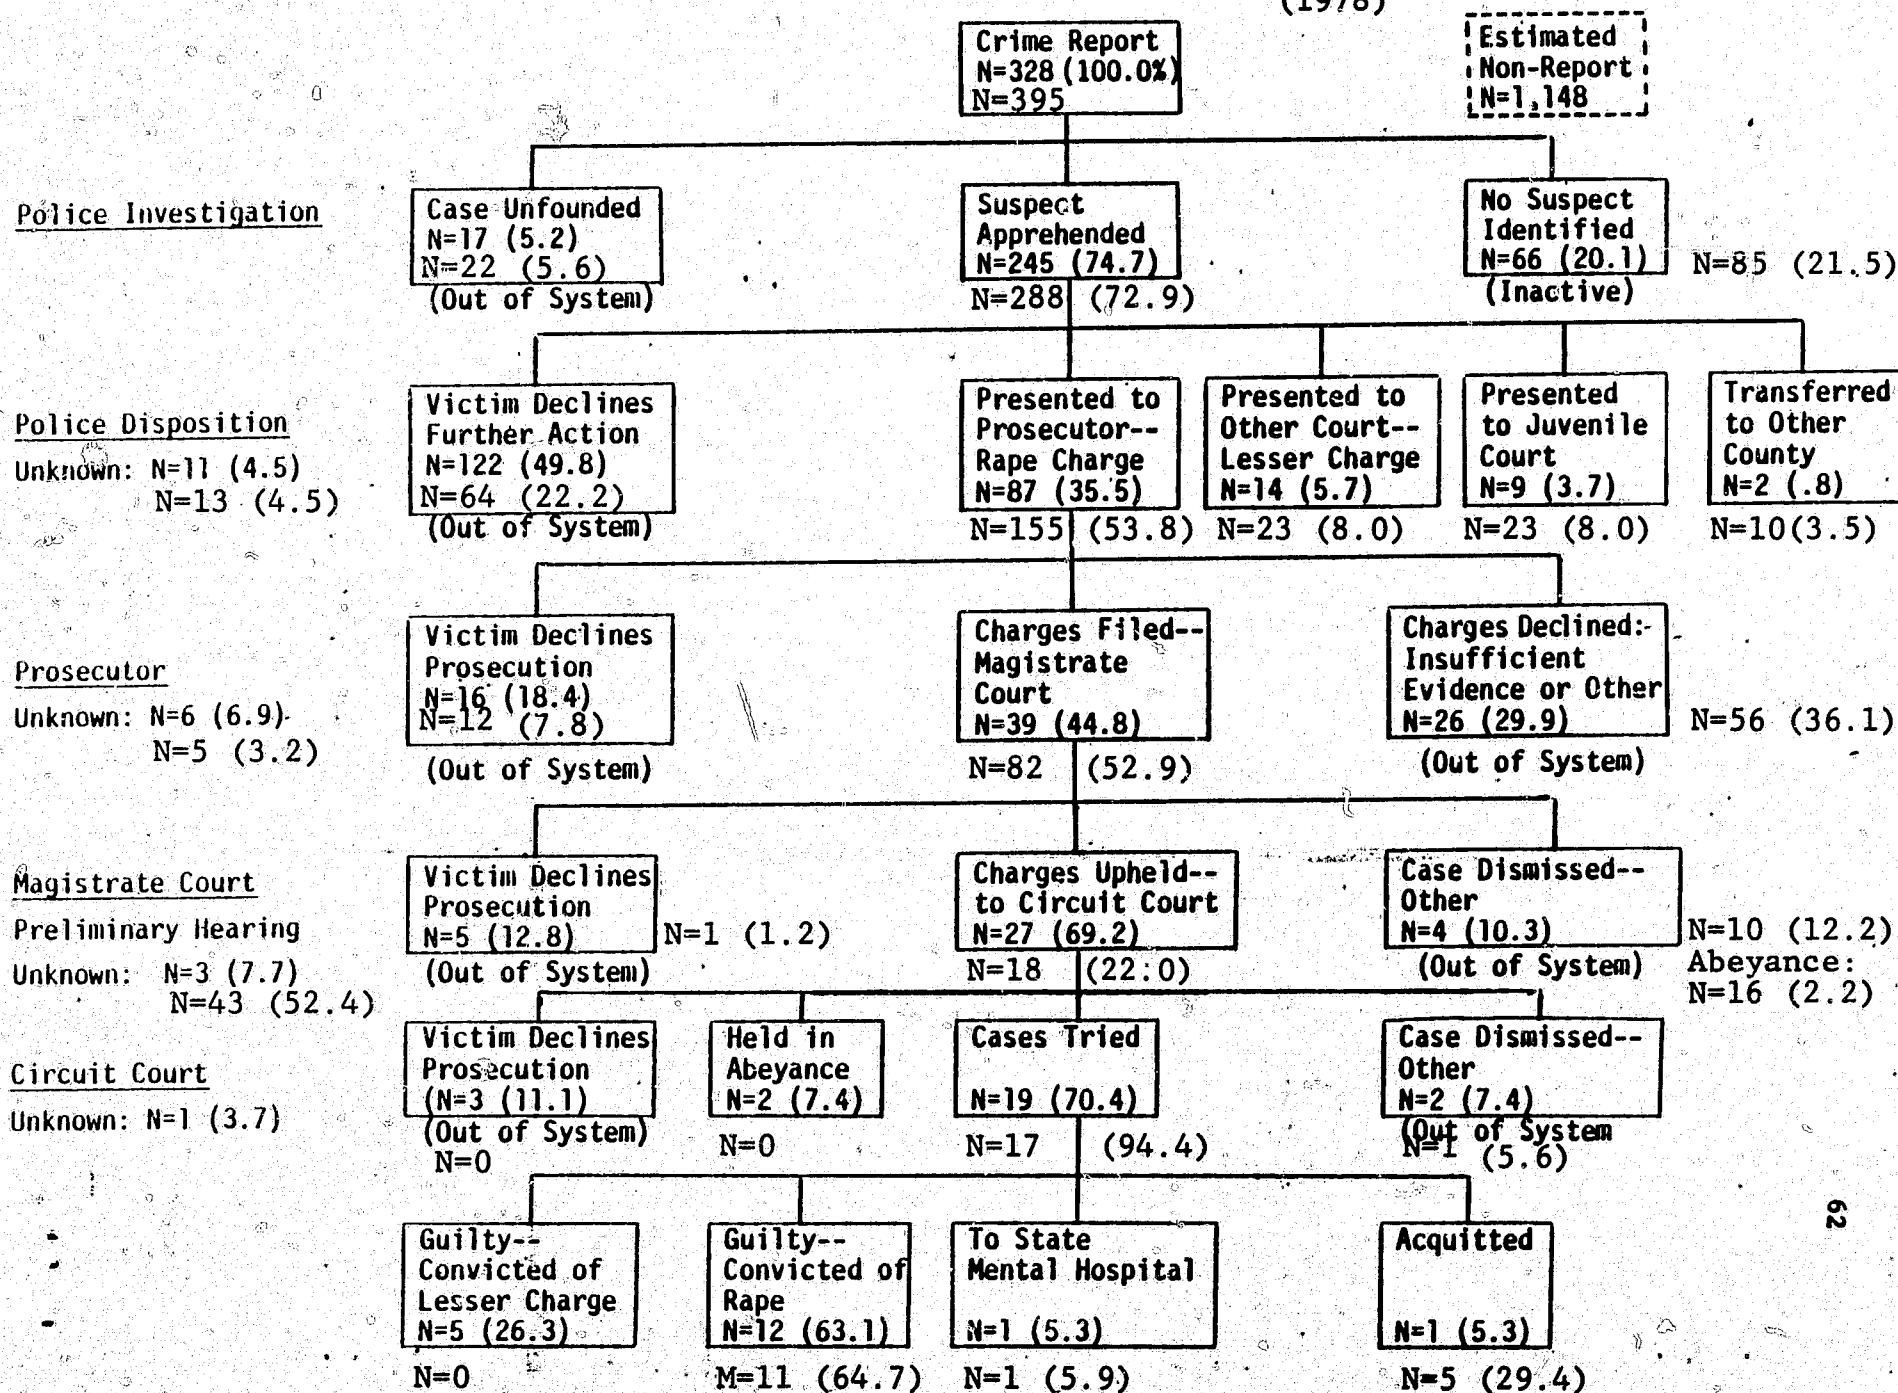 (1978)
Crime Report
N=328 (100.0%)
N=395
Estimated
Non-Report
N=1,148
Police Investigation
Case Unfounded
N=17 (5.2)
N=22 (5.6)
(Out of System)
Suspect
Apprehended
N=245 (74.7)
N=288 (72.9)
No Suspect
Identified
N=66 (20.1)
(Inactive)
N=85 (21.5)
Police Disposition
Unknown: N=11 (4.5)
N=13 (4.5)
Victim Declines
Further Action
N=122 (49.8)
N=64 (22.2)
(Out of System)
Presented to
Prosecutor--
Rape Charge
N=87 (35.5)
N=155 (53.8)
Presented to
Other Court--
Lesser Charge
N=14 (5.7)
N=23 (8.0)
Presented
to Juvenile
Court
N=9 (3.7)
N=23 (8.0)
Transferred
to Other
County
N=2 (.8)
N=10(3.5)
Prosecutor
Unknown: N=6 (6.9)
N=5 (3.2)
Victim Declines
Prosecution
N=16 (18.4)
N=12 (7.8)
(Out of System)
Charges Filed--
Magistrate
Court
N=39 (44.8)
N=82 (52.9)
Charges Declined:
Insufficient
Evidence or Other
N=26 (29.9)
(Out of System)
N=56 (36.1)
Magistrate Court
Preliminary Hearing
Unknown: N=3 (7.7)
N=43 (52.4)
Victim Declines
Prosecution
N=5 (12.8)
(Out of System)
N=1 (1.2)
Charges Upheld--
to Circuit Court
N=27 (69.2)
N=18 (22.0)
Case Dismissed--
Other
N=4 (10.3)
(Out of System)
N=10 (12.2)
Abeyance:
N=16 (2.2)
Circuit Court
Unknown: N=1 (3.7)
Victim Declines
Prosecution
(N=3 (11.1)
(Out of System)
N=0
Held in
Abeyance
N=2 (7.4)
N=0
Cases Tried
N=19 (70.4)
N=17 (94.4)
Case Dismissed--
Other
N=2 (7.4)
(Out of System
N=1 (5.6)
Guilty--
Convicted of
Lesser Charge
N=5 (26.3)
N=0
Guilty--
Convicted of
Rape
N=12 (63.1)
M=11 (64.7)
To State
Mental Hospital
N=1 (5.3)
N=1 (5.9)
Acquitted
N=1 (5.3)
N=5 (29.4)
62